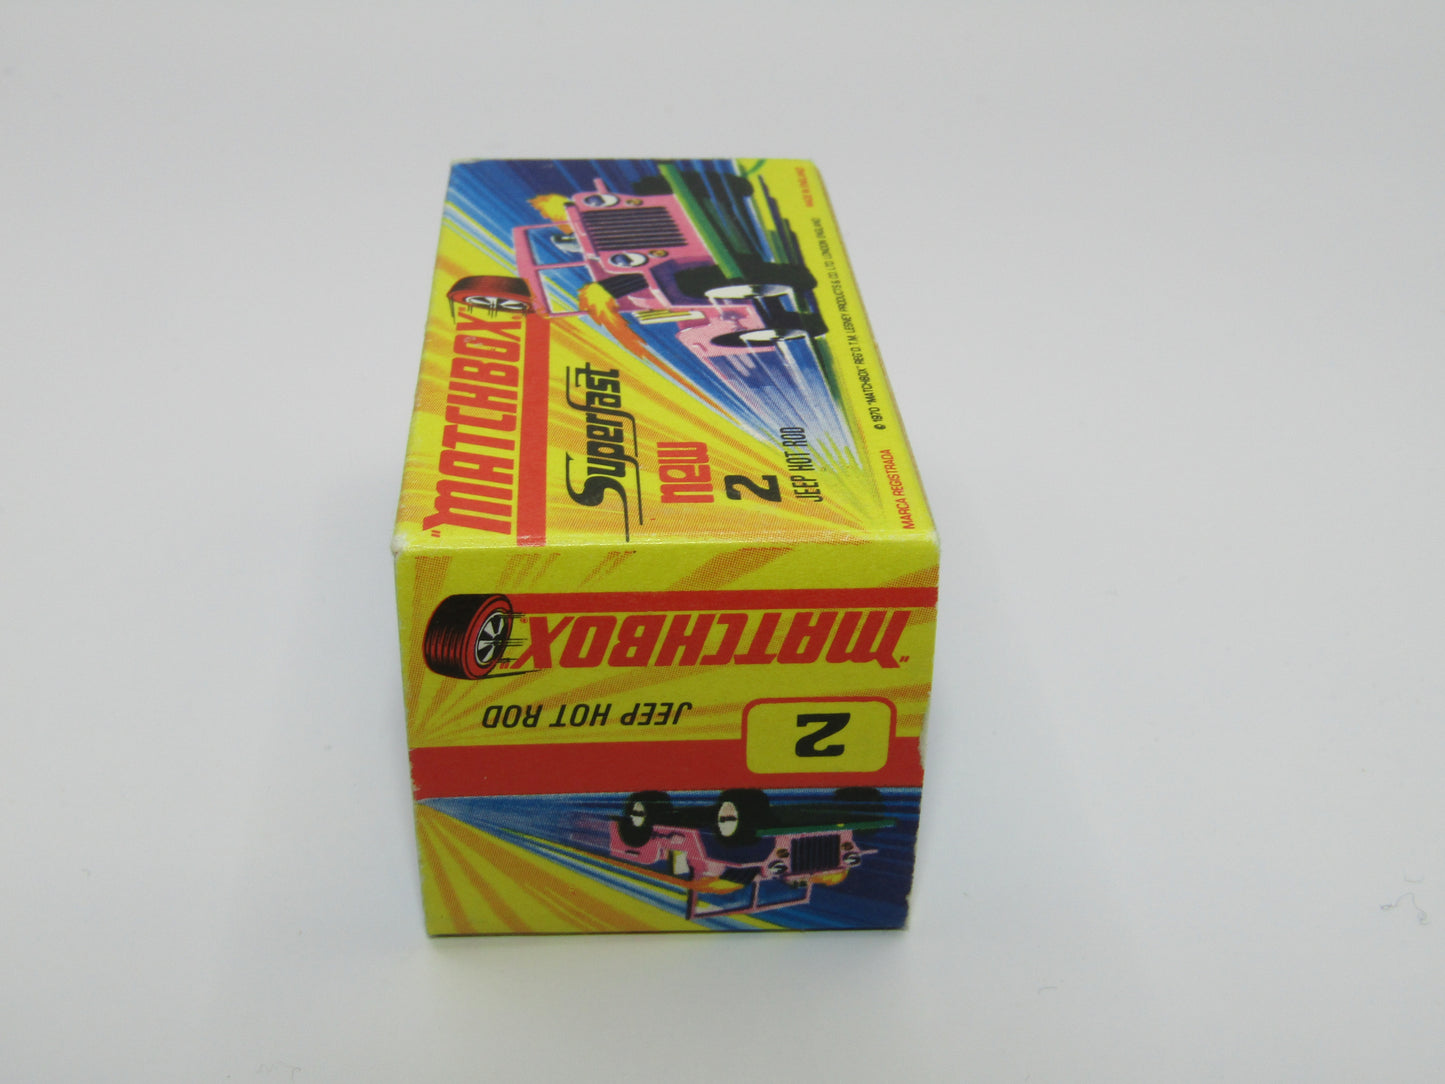 "MATCHBOX"®
Superfast
new
2
JEEP HOT ROD
MARCA REGISTRADA
© 1970 "MATCHBOX" REG'D. T.M. LESNEY PRODUCTS & CO. LTD. LONDON ENGLAND
MADE IN ENGLAND
"MATCHBOX"®
JEEP HOT ROD
2